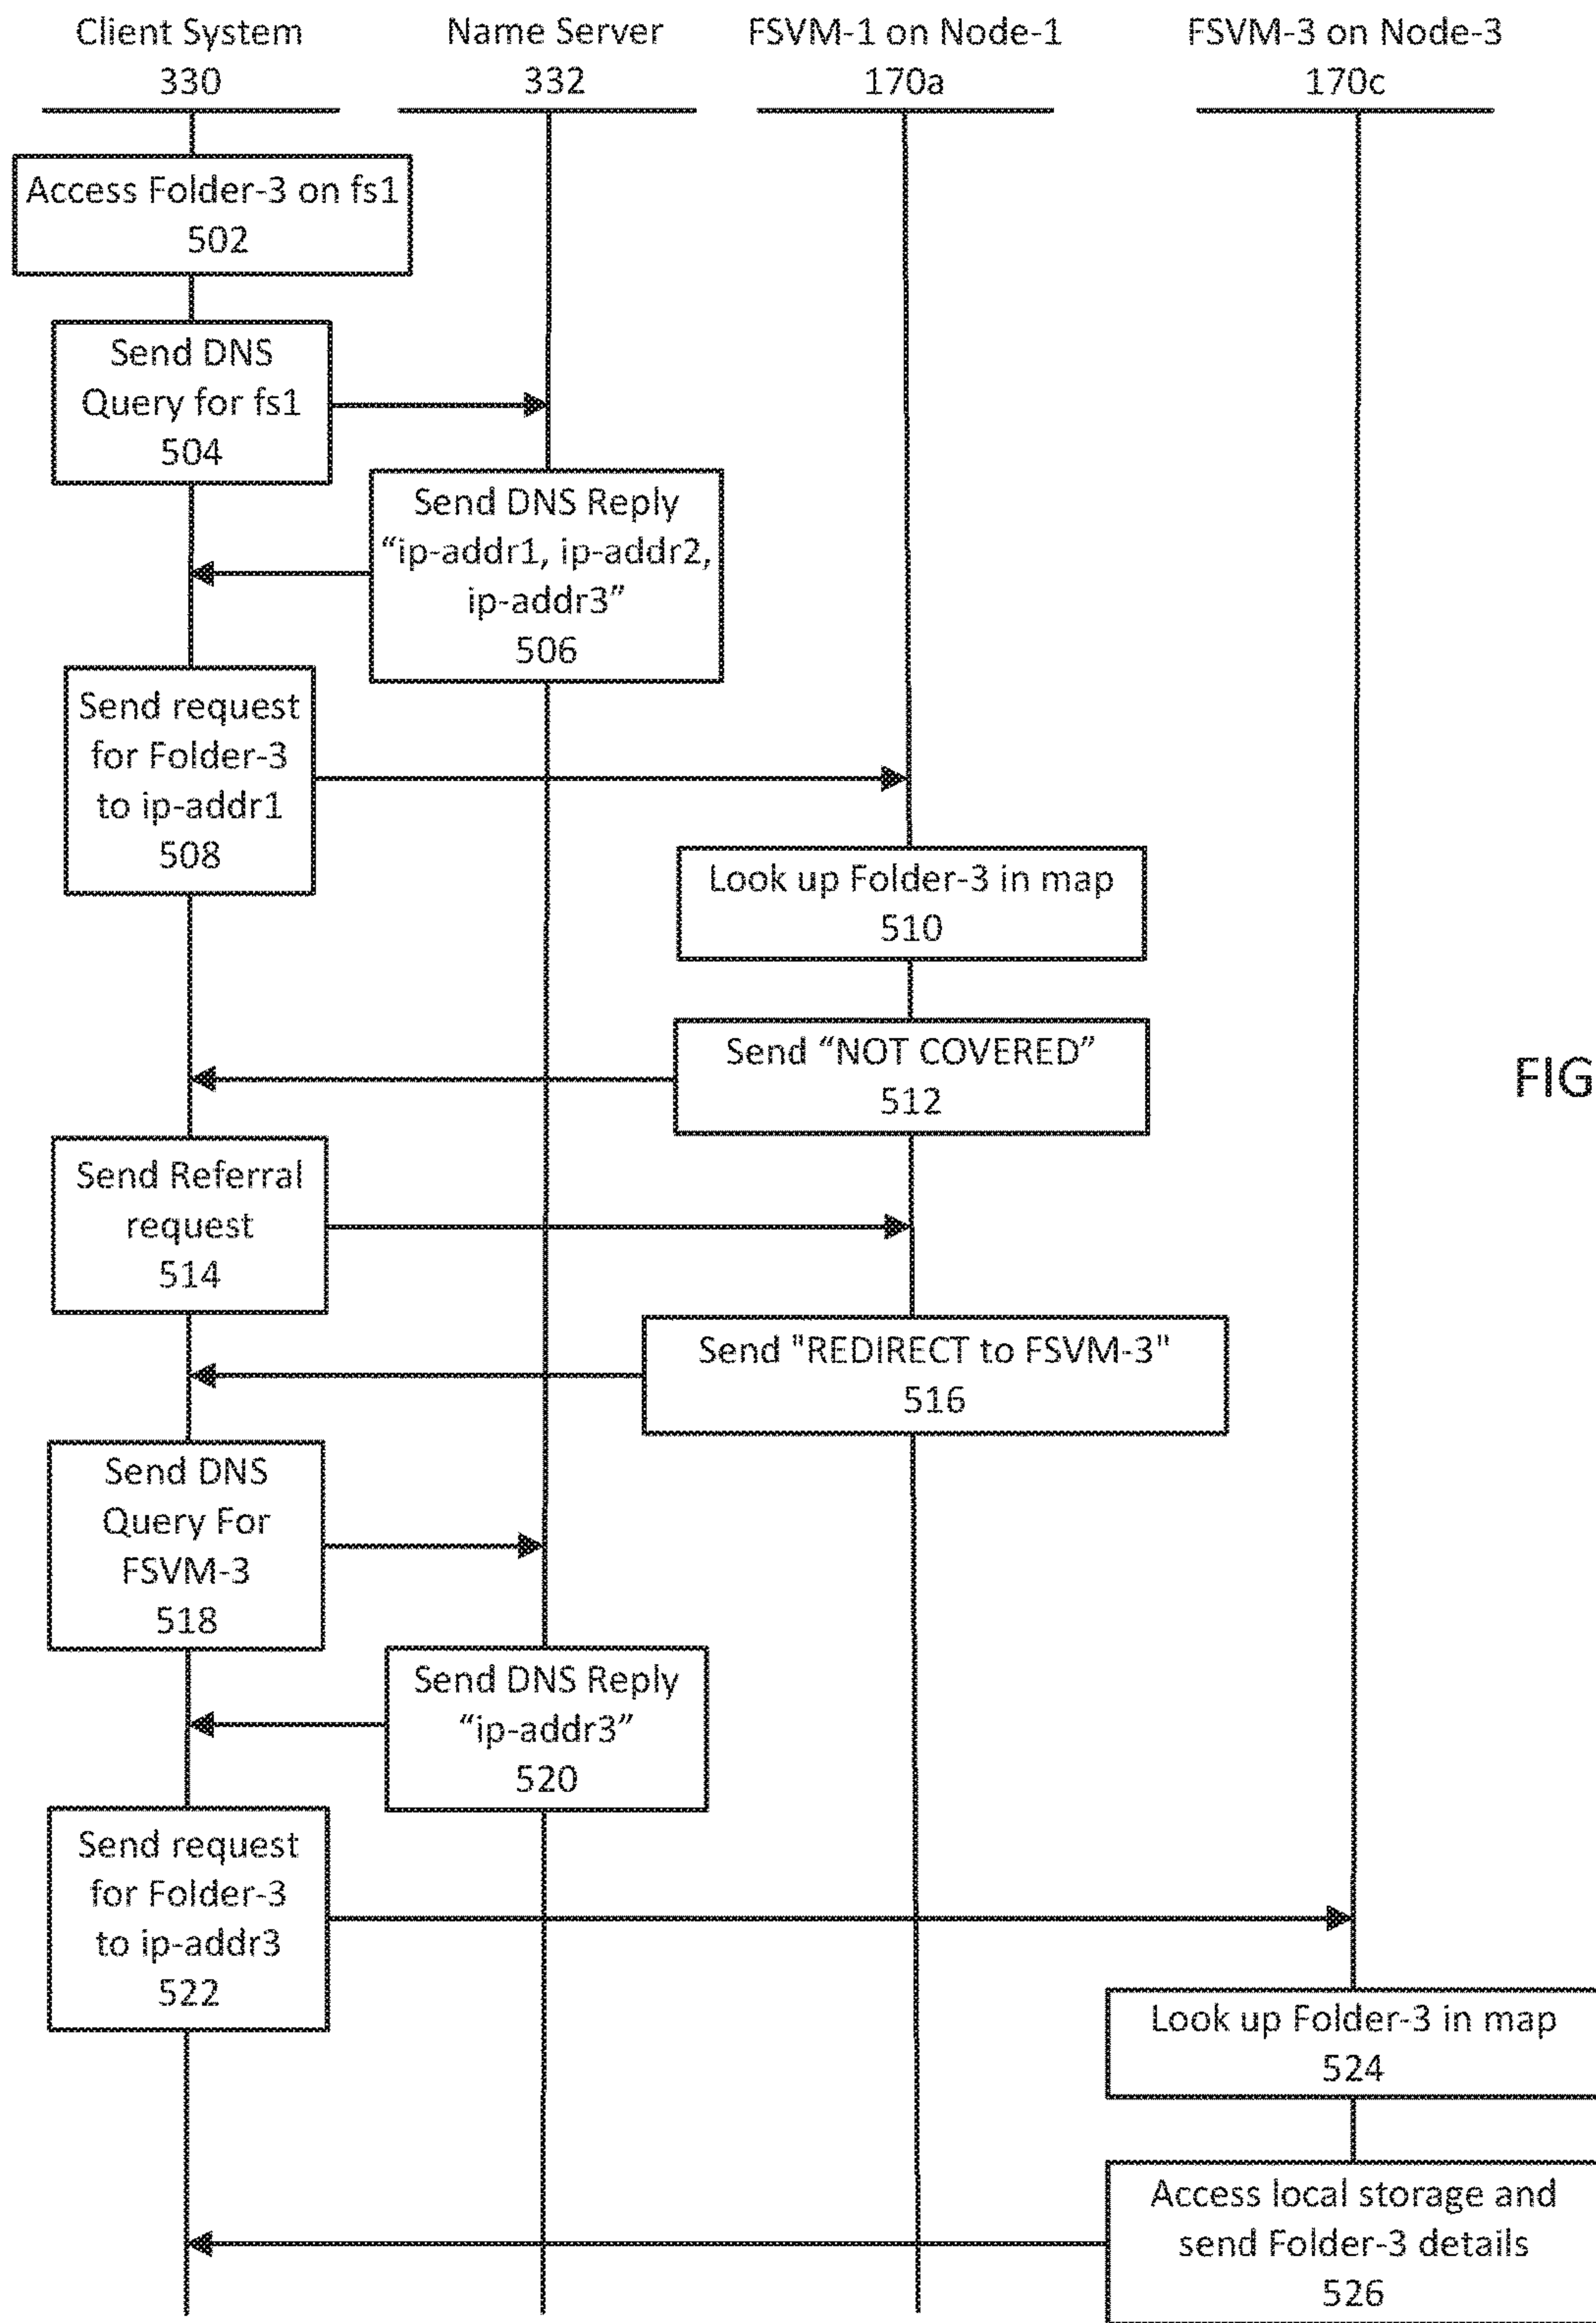 Client System
330
Name Server
332
FSVM-1 on Node-1
170a
FSVM-3 on Node-3
170c
Access Folder-3 on fs1
502
Send DNS
Query for fs1
504
Send DNS Reply
“ip-addr1, ip-addr2,
ip-addr3”
506
Send request
for Folder-3
to ip-addr1
508
Look up Folder-3 in map
510
Send “NOT COVERED”
512
FIG
Send Referral
request
514
Send "REDIRECT to FSVM-3"
516
Send DNS
Query For
FSVM-3
518
Send DNS Reply
“ip-addr3”
520
Send request
for Folder-3
to ip-addr3
522
Look up Folder-3 in map
524
Access local storage and
send Folder-3 details
526